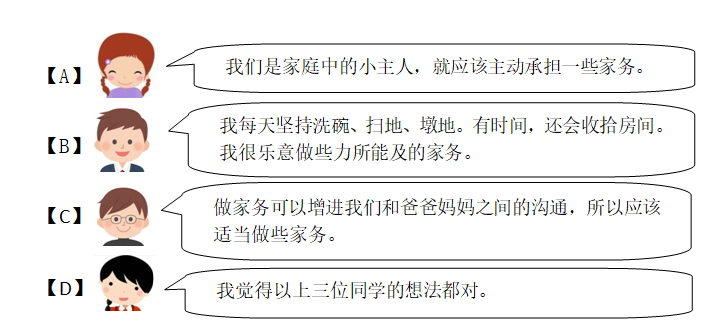 【A】 我们是家庭中的小主人，就应该主动承担一些家务。
【B】 我每天坚持洗碗、扫地、墩地。有时间，还会收拾房间。
我很乐意做些力所能及的家务。
【C】 做家务可以增进我们和爸爸妈妈之间的沟通，所以应该
适当做些家务。
【D】 我觉得以上三位同学的想法都对。